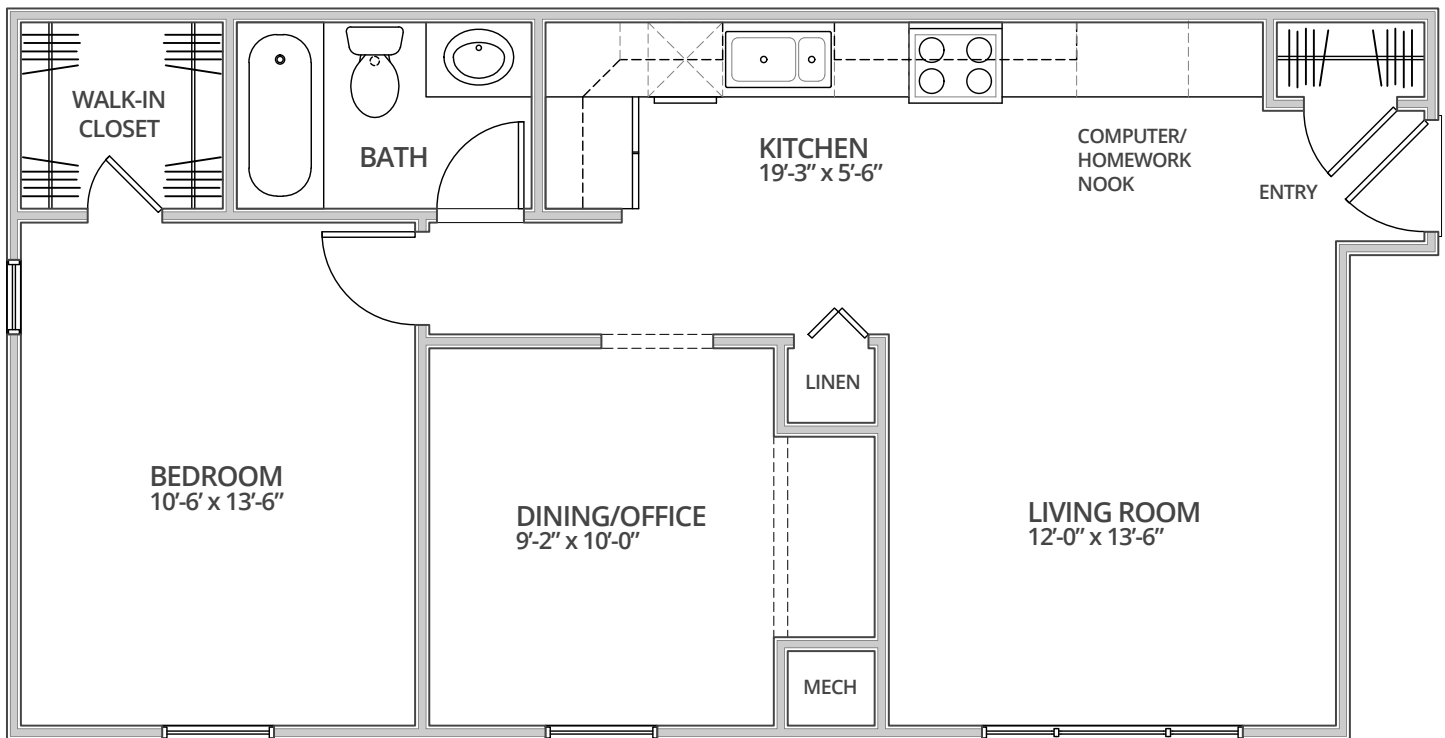 WALK-IN
CLOSET
BATH
KITCHEN
19’-3” x 5’-6”
COMPUTER/
HOMEWORK
NOOK
ENTRY
LINEN
BEDROOM
10’-6’ x 13’-6”
DINING/OFFICE
9’-2” x 10’-0”
LIVING ROOM
12’-0” x 13’-6”
MECH